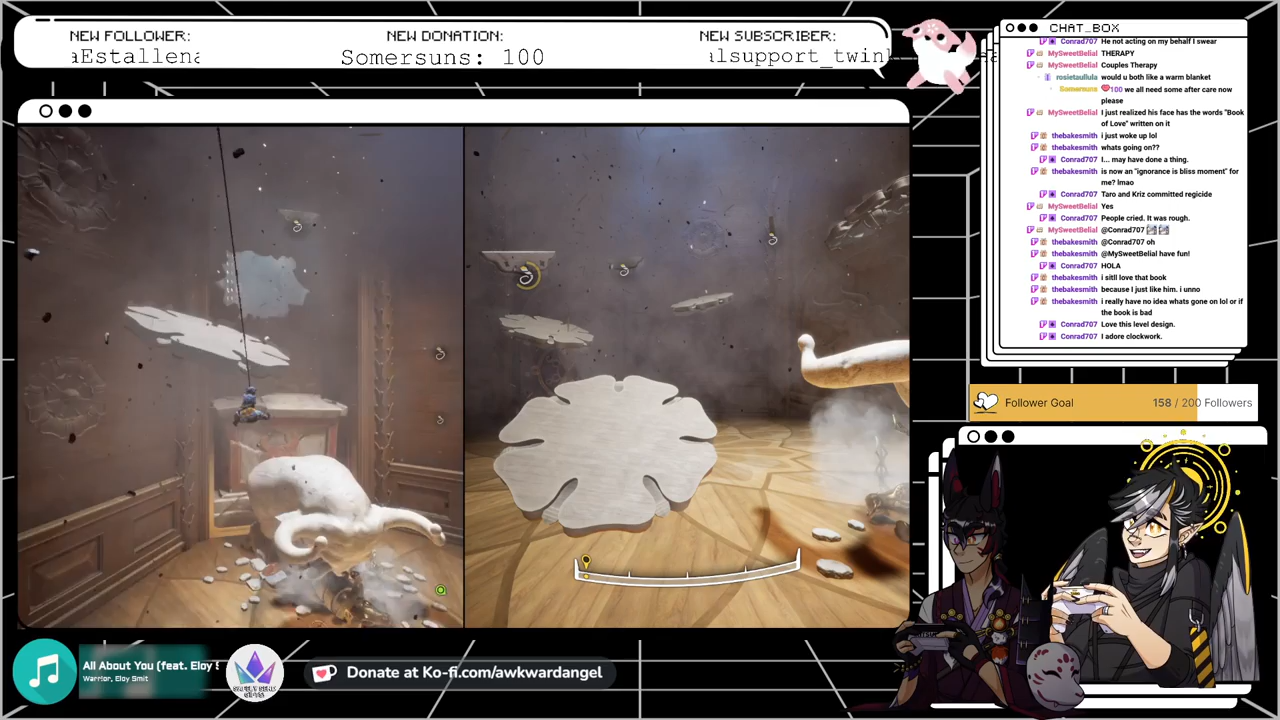 NEW FOLLOWER:
aEstallena
NEW DONATION:
Somersuns: 100
NEW SUBSCRIBER:
alsupport_twink
CHAT_BOX
Conrad707 He not acting on my behalf I swear
MySweetBelial THERAPY
MySweetBelial Couples Therapy
rosietaullula would u both like a warm blanket
Somersuns 100 we all need some after care now
please
MySweetBelial I just realized his face has the words "Book
of Love" written on it
thebakesmith i just woke up lol
thebakesmith whats going on??
Conrad707 I... may have done a thing.
thebakesmith is now an "ignorance is bliss moment" for
me? lmao
Conrad707 Taro and Kriz committed regicide
MySweetBelial Yes
Conrad707 People cried. It was rough.
MySweetBelial @Conrad707
thebakesmith @Conrad707 oh
thebakesmith @MySweetBelial have fun!
Conrad707 HOLA
thebakesmith i sitll love that book
thebakesmith because I just like him. i unno
thebakesmith i really have no idea whats gone on lol or if
the book is bad
Conrad707 Love this level design.
Conrad707 I adore clockwork.
Follower Goal
158 / 200 Followers
All About You (feat. Eloy S
Warrior, Eloy Smit
Donate at Ko-fi.com/awkwardangel